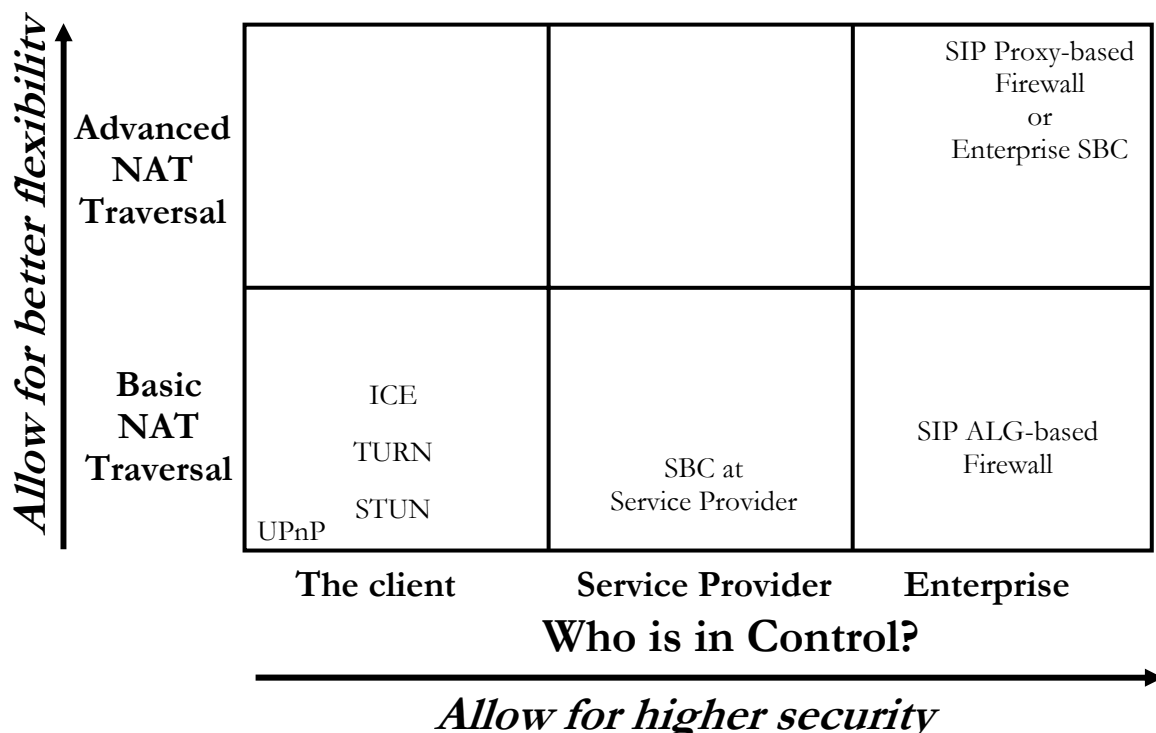 Allow for better flexibility
Advanced
NAT
Traversal
SIP Proxy-based
Firewall
or
Enterprise SBC
Basic
NAT
Traversal
ICE
TURN
STUN
UPnP
SBC at
Service Provider
SIP ALG-based
Firewall
The client
Service Provider
Enterprise
Who is in Control?
Allow for higher security